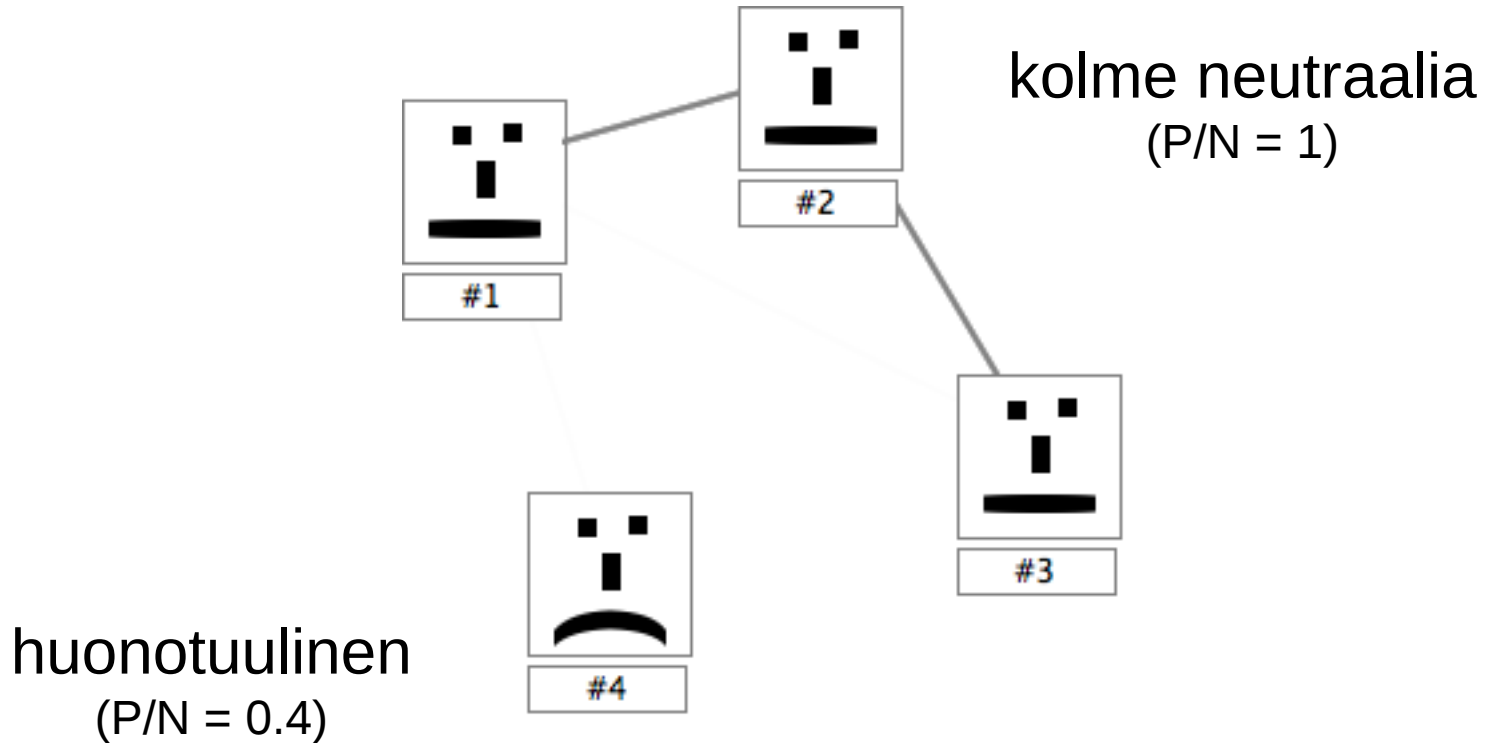 kolme neutraalia
(P/N = 1)
#2
#1
#3
huonotuulinen
(P/N = 0.4)
#4